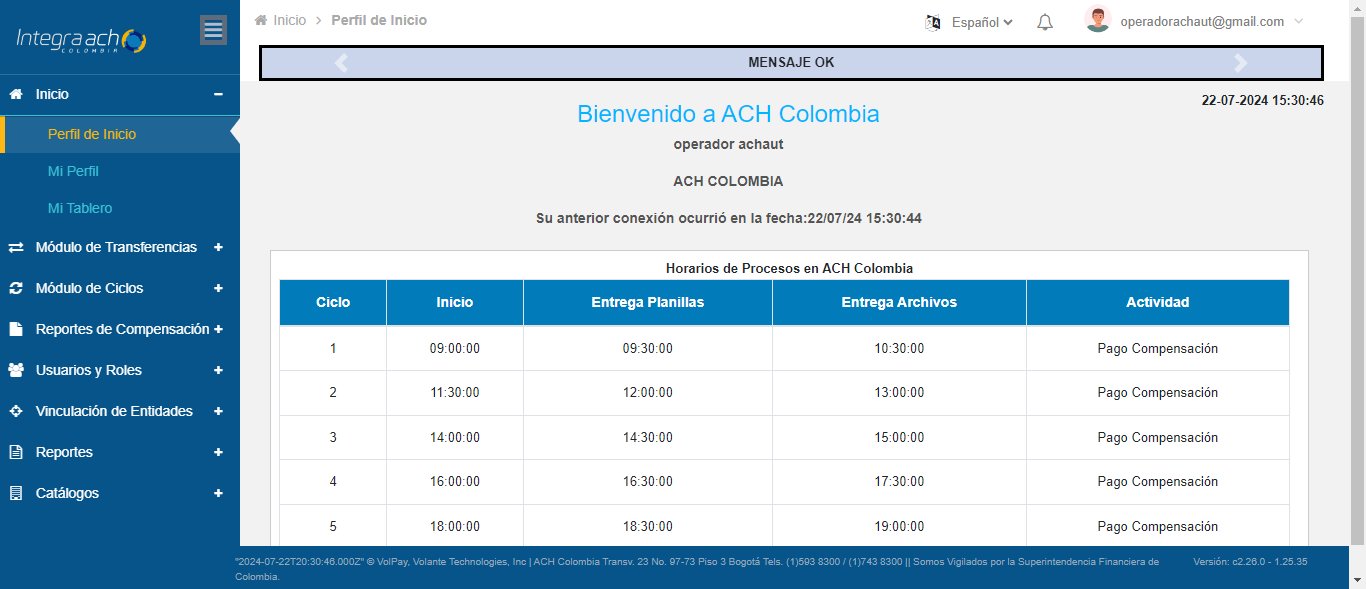 Integra ach
COLOMBIA
Inicio
Perfil de Inicio
Mi Perfil
Mi Tablero
Módulo de Transferencias
Módulo de Ciclos
Reportes de Compensación
Usuarios y Roles
Vinculación de Entidades
Reportes
Catálogos
Inicio > Perfil de Inicio
Español
operadorachaut@gmail.com
MENSAJE OK
22-07-2024 15:30:46
Bienvenido a ACH Colombia
operador achaut
ACH COLOMBIA
Su anterior conexión ocurrió en la fecha:22/07/24 15:30:44
Horarios de Procesos en ACH Colombia
Ciclo Inicio Entrega Planillas Entrega Archivos Actividad
1 09:00:00 09:30:00 10:30:00 Pago Compensación
2 11:30:00 12:00:00 13:00:00 Pago Compensación
3 14:00:00 14:30:00 15:00:00 Pago Compensación
4 16:00:00 16:30:00 17:30:00 Pago Compensación
5 18:00:00 18:30:00 19:00:00 Pago Compensación
"2024-07-22T20:30:46.000Z" © VolPay, Volante Technologies, Inc | ACH Colombia Transv. 23 No. 97-73 Piso 3 Bogotá Tels. (1)593 8300 / (1)743 8300 || Somos Vigilados por la Superintendencia Financiera de
Colombia.
Versión: c2.26.0 - 1.25.35